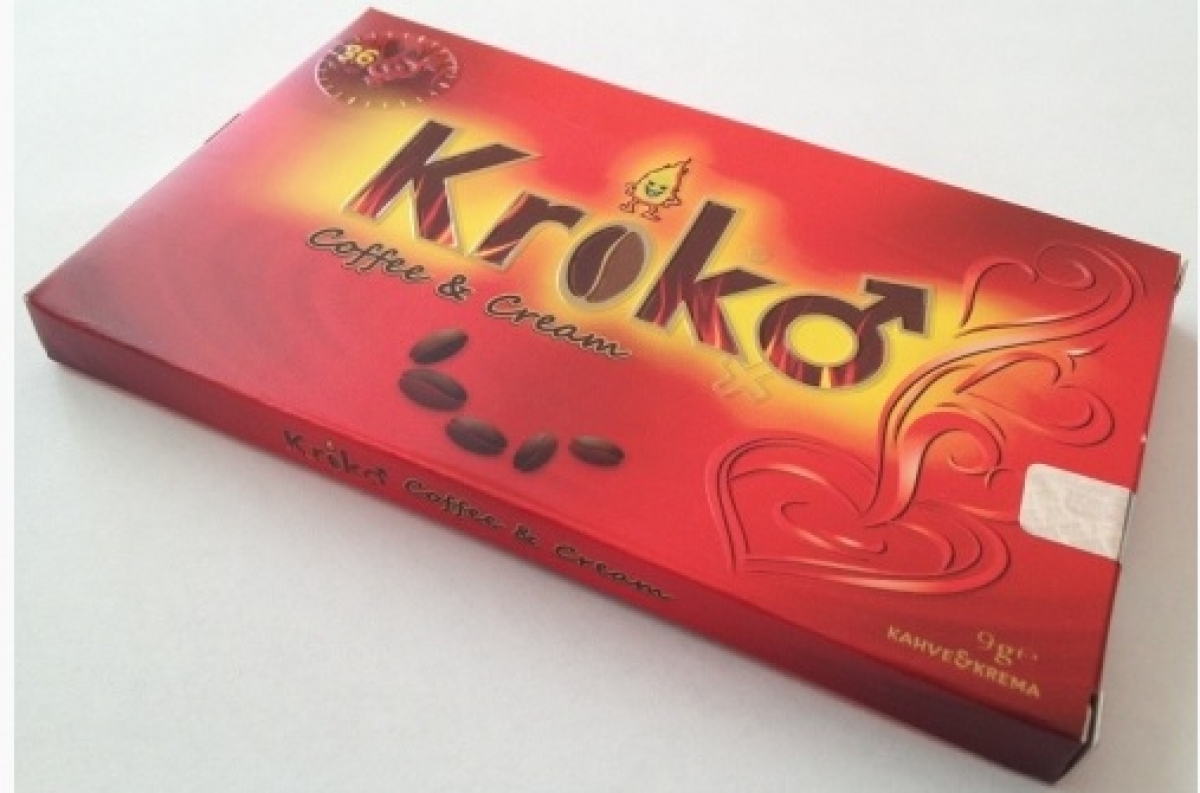 36
Kroko
Coffee & Cream
Kroko Coffee & Cream
9g℮
KAHVE&KREMA